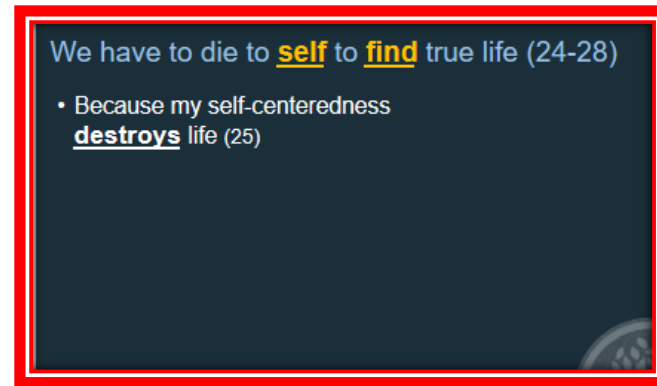 We have to die to self to find true life (24-28)
• Because my self-centeredness
destroys life (25)